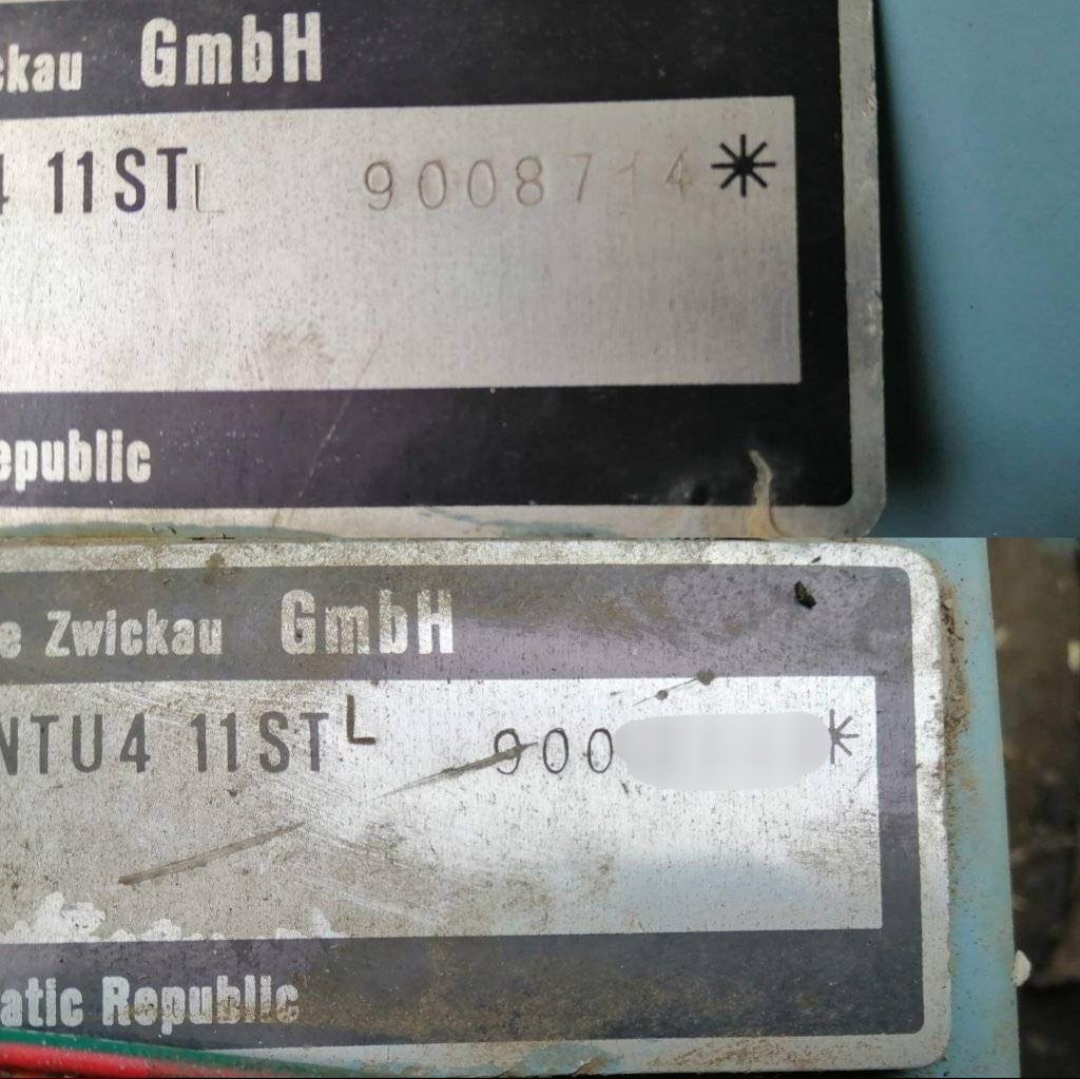 ckau GmbH
4 11STL 9008714*
epublic
e Zwickau GmbH
NTU4 11STL 900 *
atic Republic